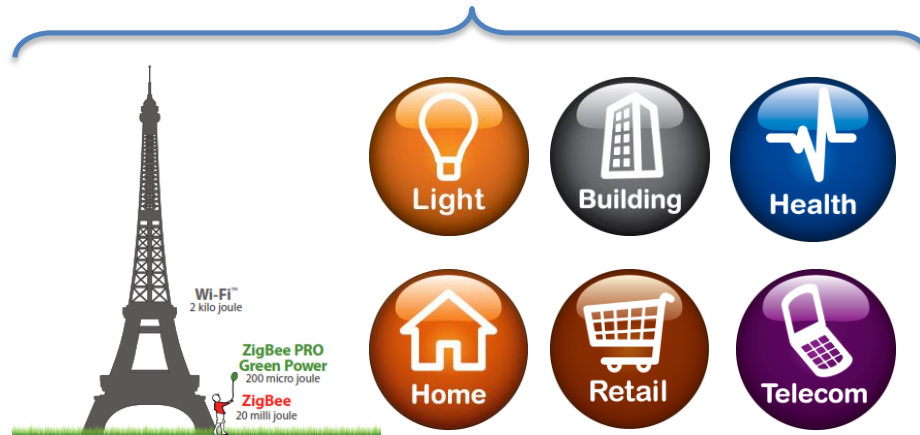 Wi-Fi™
2 kilo joule
ZigBee PRO
Green Power
200 micro joule
ZigBee
20 milli joule
Light
Building
Health
Home
Retail
Telecom